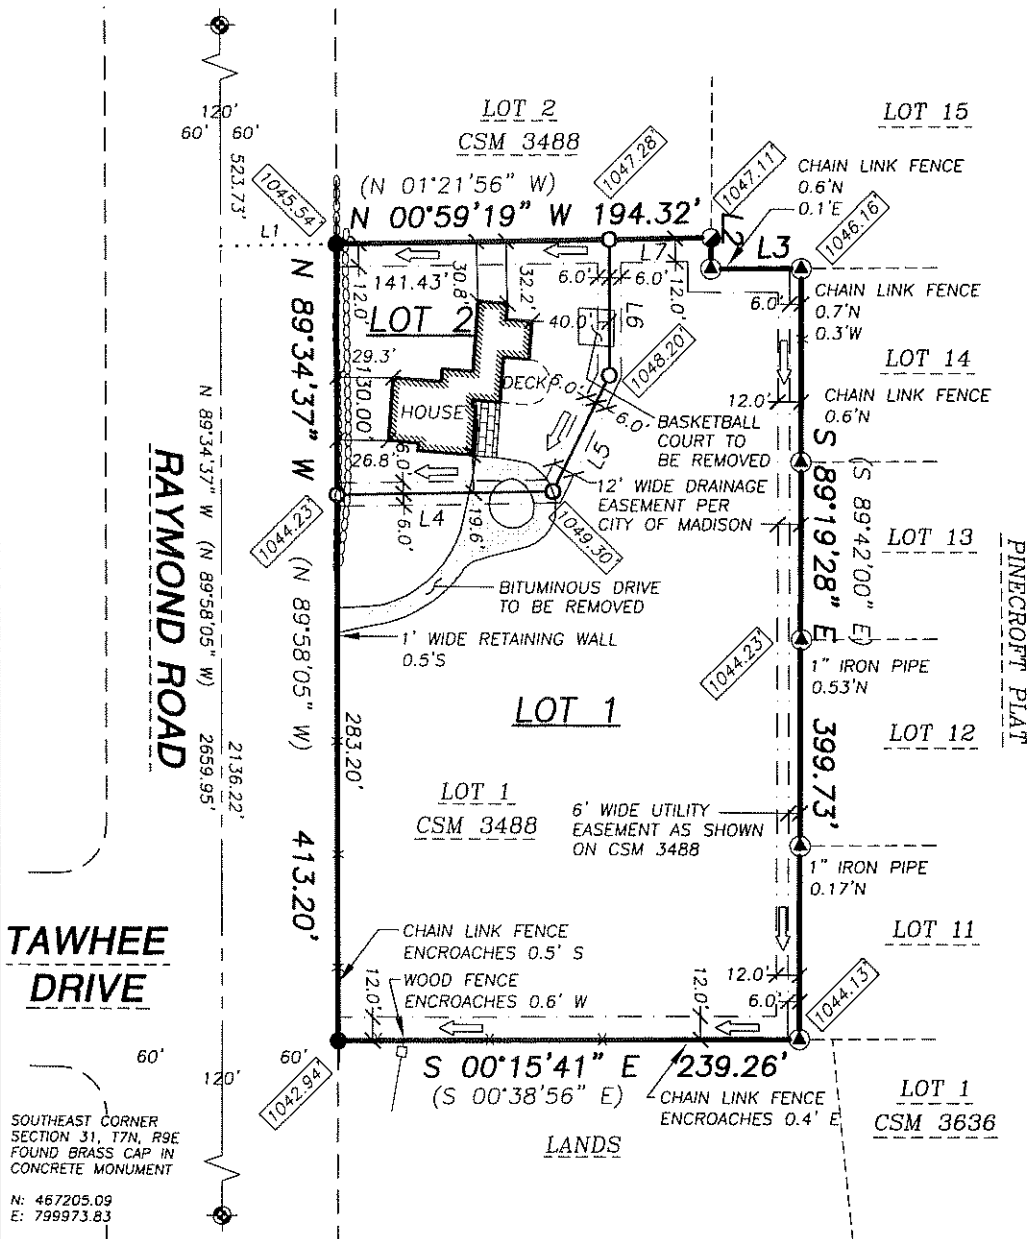 120'
60' 60'
523.73'
L1
LOT 2
CSM 3488
(N 01°21'56" W)
N 00°59'19" W 194.32'
1045.54'
1047.28'
1047.11'
LOT 15
CHAIN LINK FENCE
0.6'N
0.1'E
1046.16'
L2
L3
L7
141.43'
12.0'
30.8'
32.2'
6.0' 6.0'
12.0'
6.0'
CHAIN LINK FENCE
0.7'N
0.3'W
LOT 2
40.0'
L6
1048.20'
LOT 14
29.3'
130.00'
DECK
HOUSE
6.0'
6.0'
12.0'
CHAIN LINK FENCE
0.6'N
N 89°34'37" W
BASKETBALL
COURT TO
BE REMOVED
26.8'
6.0'
L5
12' WIDE DRAINAGE
EASEMENT PER
CITY OF MADISON
L4
6.0'
19.6'
1044.23'
1049.30'
S 89°19'28" E
(S 89°42'00" E)
LOT 13
PINECROFT PLAT
RAYMOND ROAD
N 89°34'37" W (N 89°58'05" W) 2659.95'
2136.22'
(N 89°58'05" W)
BITUMINOUS DRIVE
TO BE REMOVED
1' WIDE RETAINING WALL
0.5'S
1044.23'
1" IRON PIPE
0.53'N
LOT 1
283.20'
399.73'
LOT 12
LOT 1
CSM 3488
6' WIDE UTILITY
EASEMENT AS SHOWN
ON CSM 3488
413.20'
1" IRON PIPE
0.17'N
LOT 11
TAWHEE
DRIVE
CHAIN LINK FENCE
ENCROACHES 0.5' S
WOOD FENCE
ENCROACHES 0.6' W
12.0'
12.0'
12.0'
6.0'
1044.13'
60' 60'
120'
1042.94'
S 00°15'41" E 239.26'
(S 00°38'56" E)
CHAIN LINK FENCE
ENCROACHES 0.4' E
LANDS
LOT 1
CSM 3636
SOUTHEAST CORNER
SECTION 31, T7N, R9E
FOUND BRASS CAP IN
CONCRETE MONUMENT
N: 467205.09
E: 799973.83